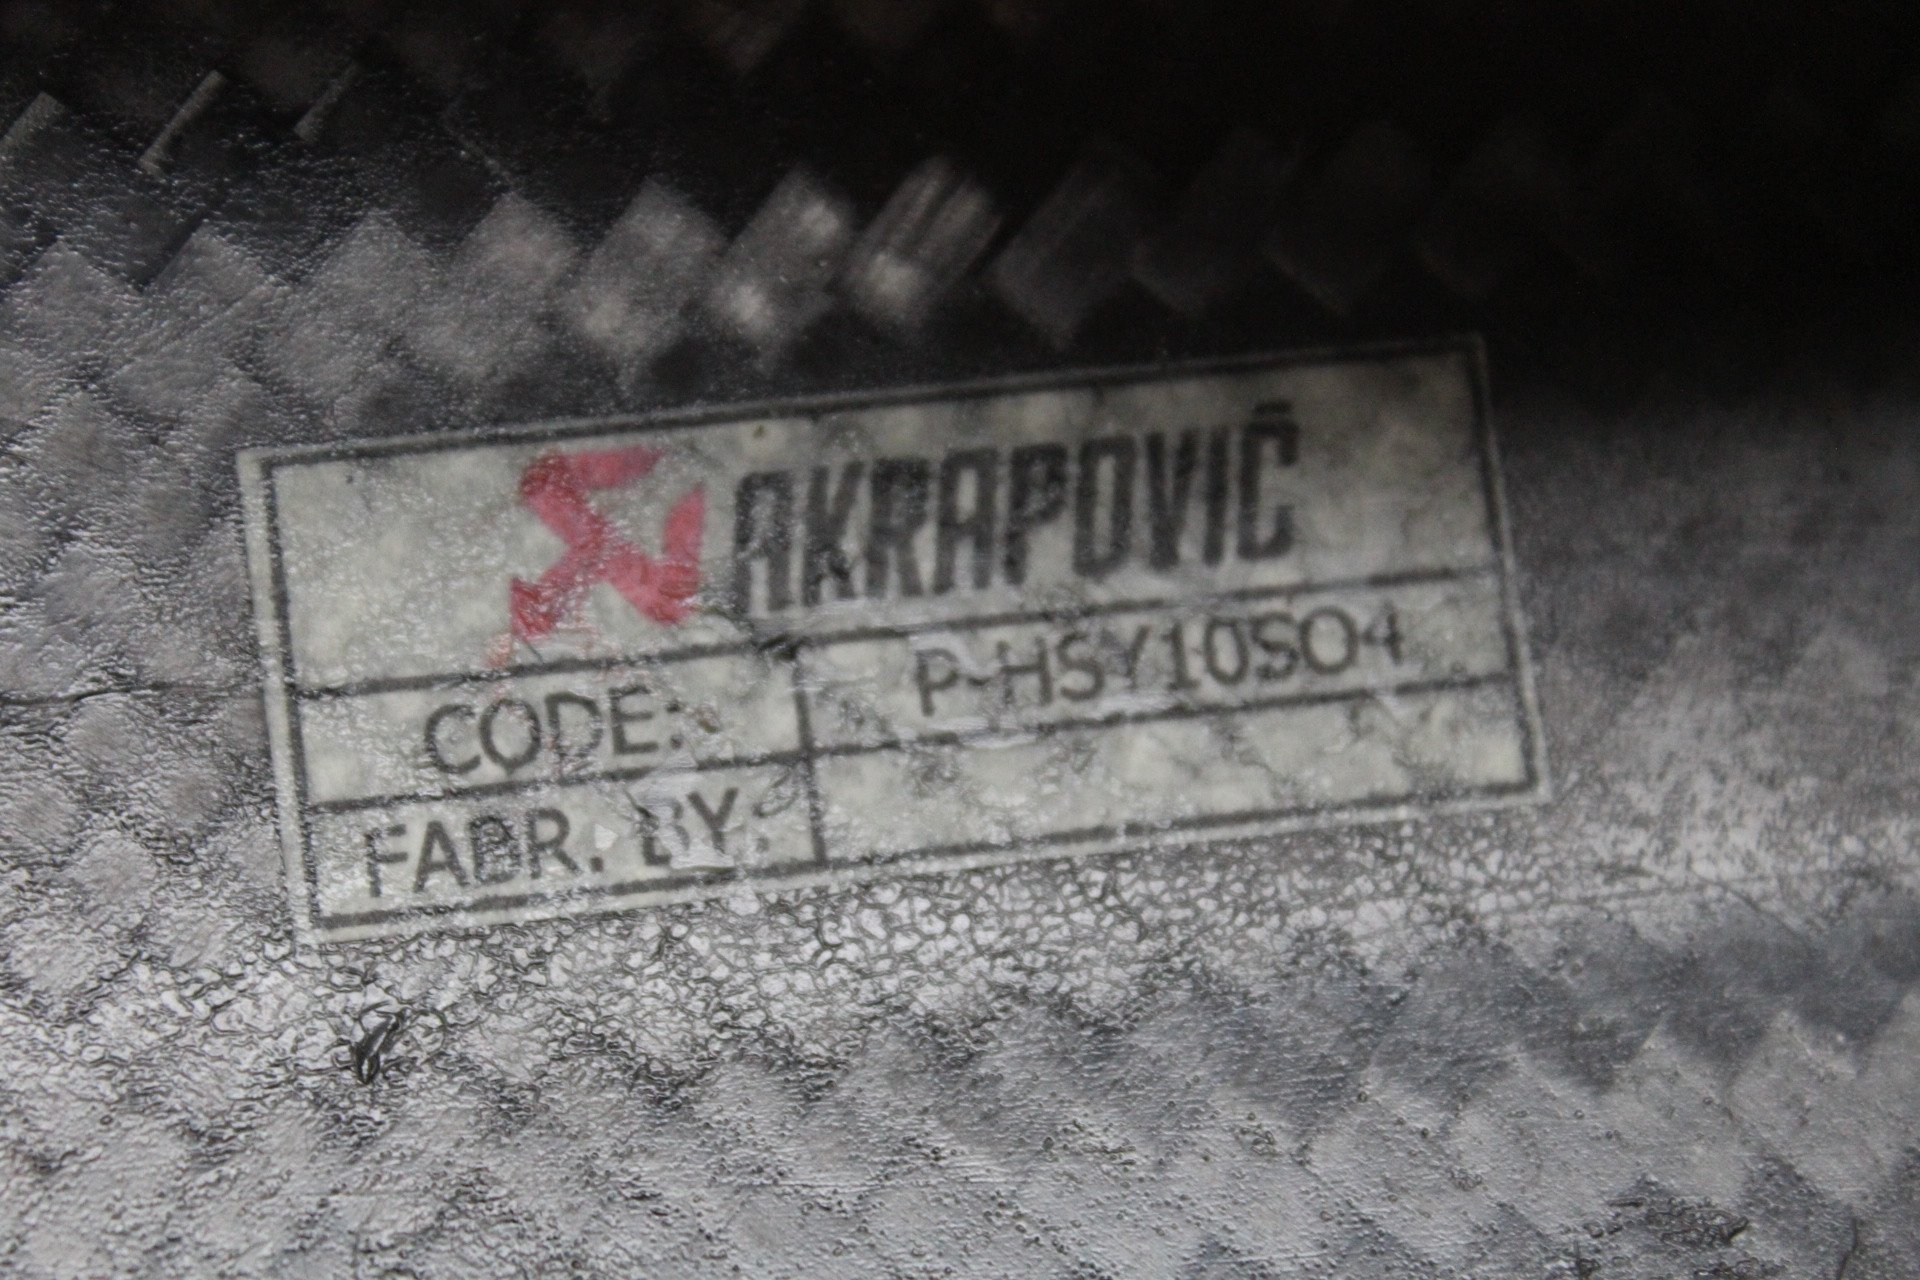 AKRAPOVIČ
CODE: P-HSY10SO4
FABR. BY: